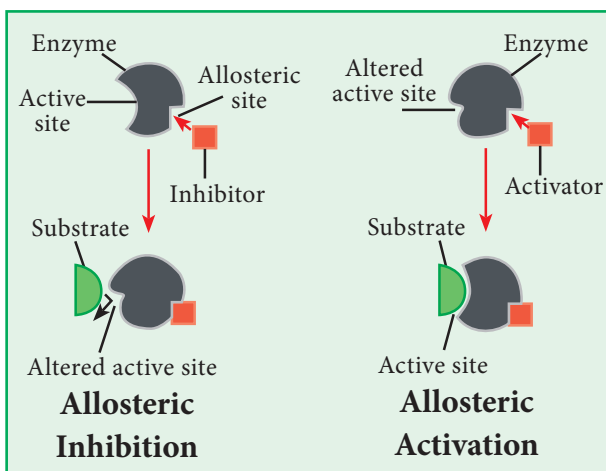 Enzyme
Active
site
Allosteric
site
Inhibitor
Substrate
Altered active site
Allosteric
Inhibition
Enzyme
Altered
active site
Activator
Substrate
Active site
Allosteric
Activation